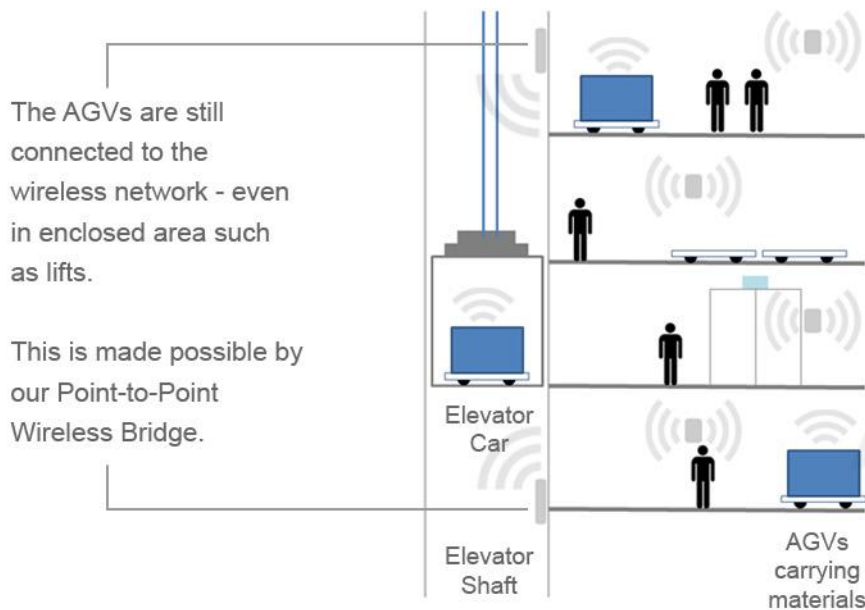 The AGVs are still
connected to the
wireless network - even
in enclosed area such
as lifts.
This is made possible by
our Point-to-Point
Wireless Bridge.
Elevator
Car
Elevator
Shaft
AGVs
carrying
materials